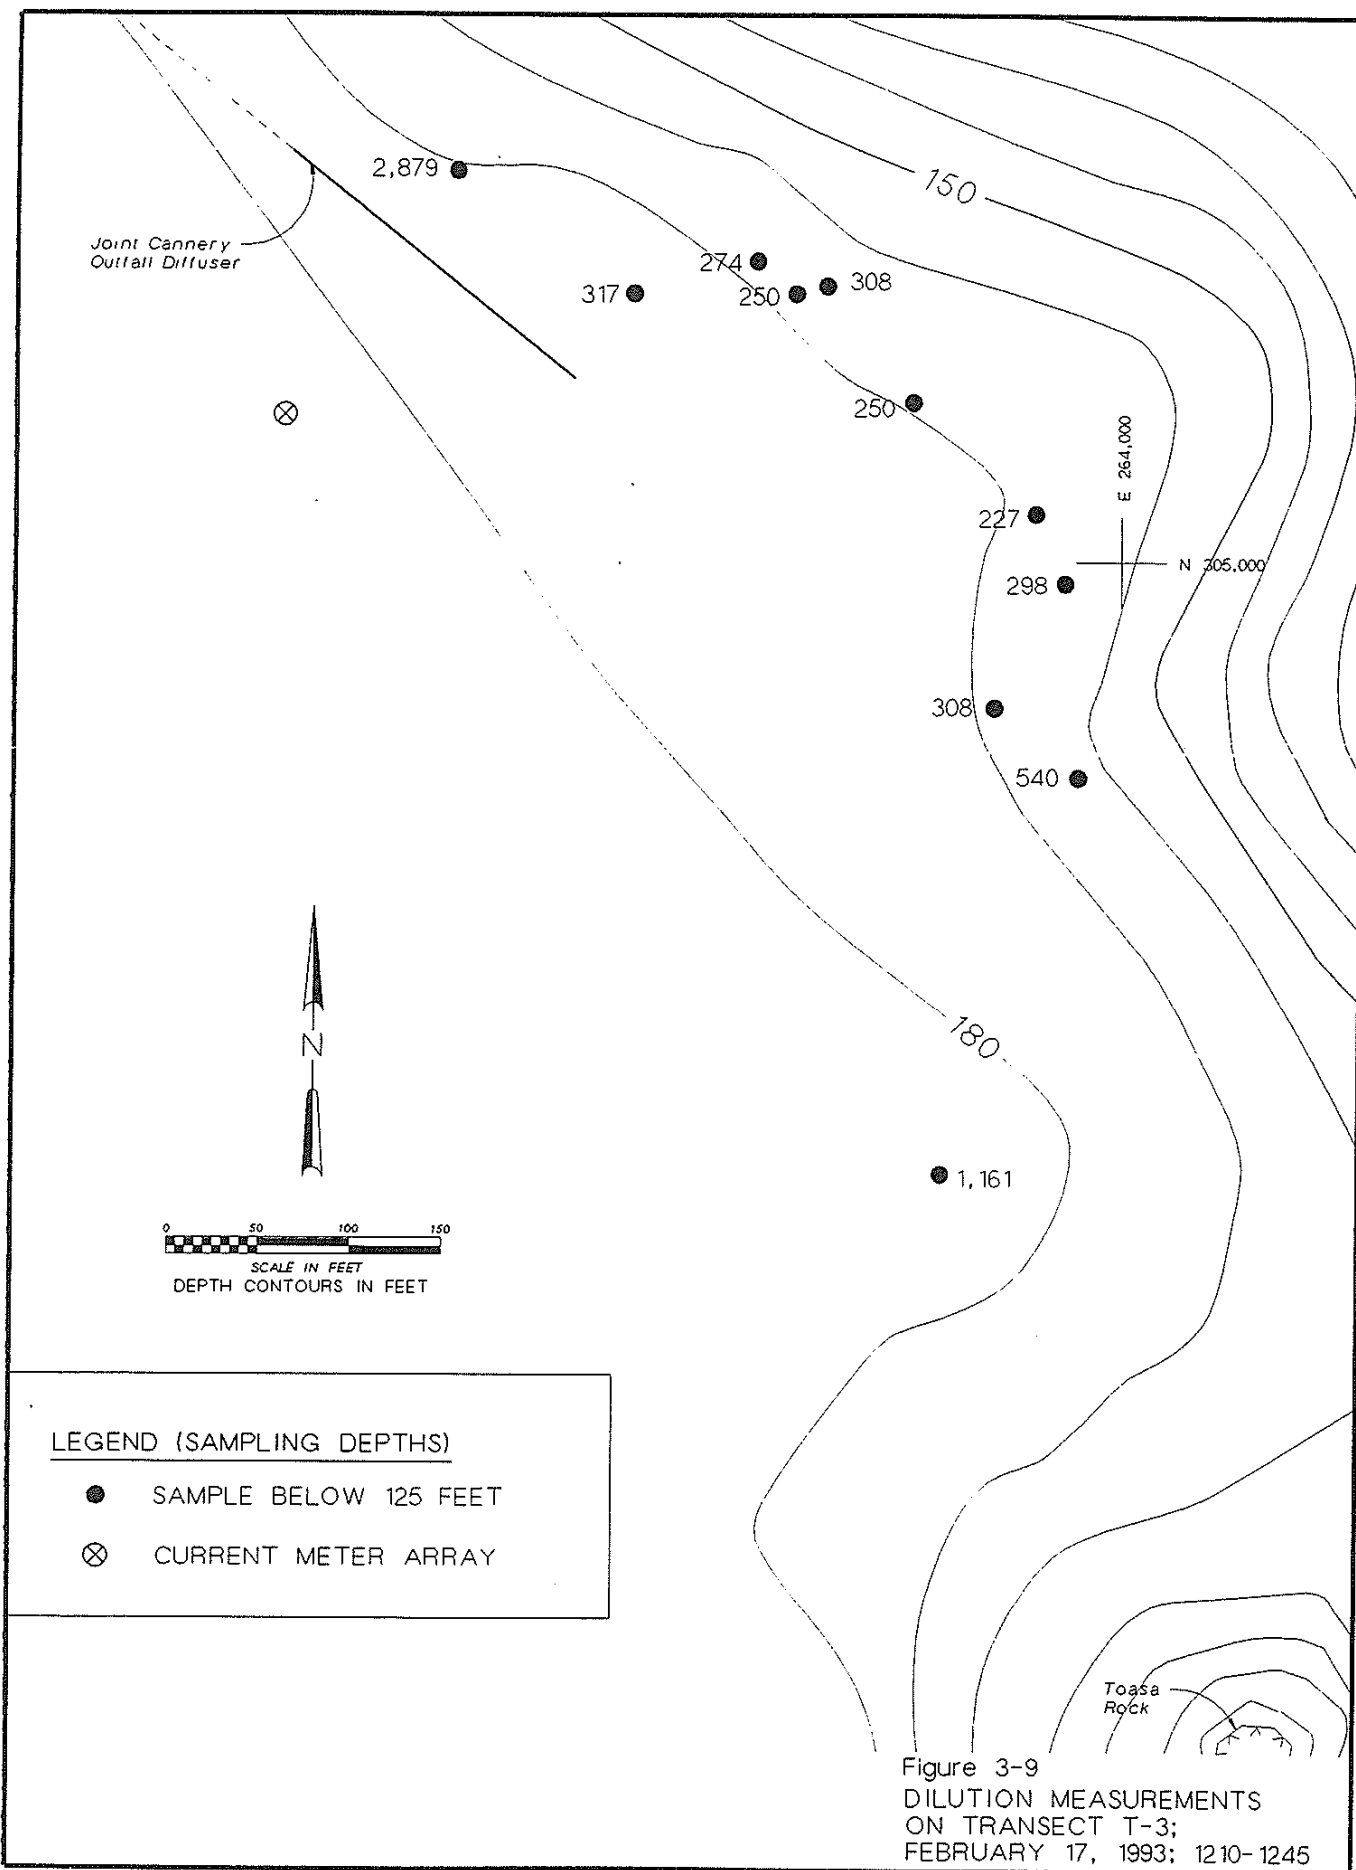 150
2,879
Joint Cannery
Outfall Diffuser
274
317
250
308
250
E 264,000
227
N 305,000
298
308
540
N
180
1,161
0 50 100 150
SCALE IN FEET
DEPTH CONTOURS IN FEET
LEGEND (SAMPLING DEPTHS)
SAMPLE BELOW 125 FEET
CURRENT METER ARRAY
Toasa
Rock
Figure 3-9
DILUTION MEASUREMENTS
ON TRANSECT T-3;
FEBRUARY 17, 1993; 1210-1245